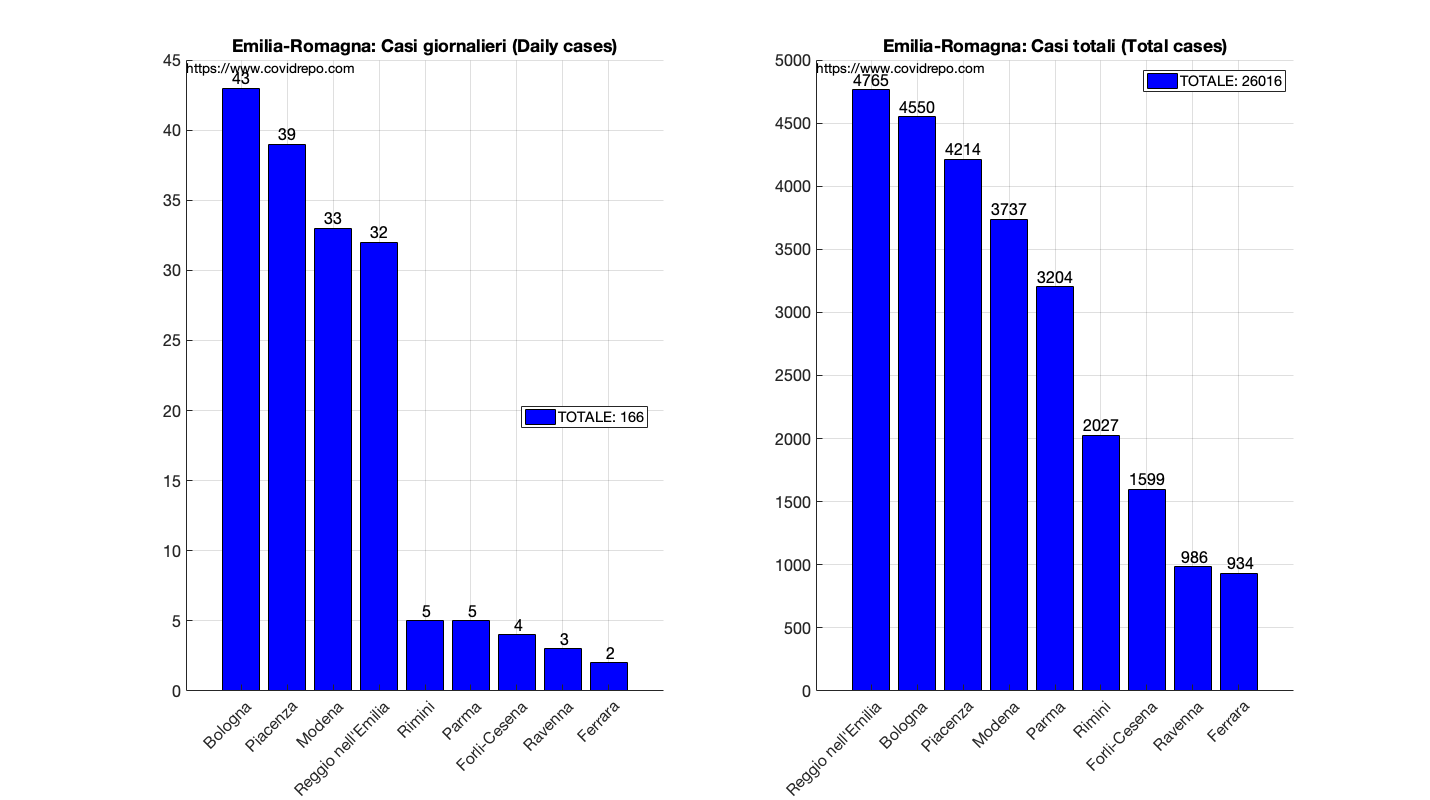 Emilia-Romagna: Casi giornalieri (Daily cases)
https://www.covidrepo.com
45
40
35
30
25
20
15
10
5
0
43
39
33
32
5
5
4
3
2
TOTALE: 166
Bologna
Piacenza
Modena
Reggio nell'Emilia
Rimini
Parma
Forlì-Cesena
Ravenna
Ferrara
Emilia-Romagna: Casi totali (Total cases)
https://www.covidrepo.com
TOTALE: 26016
5000
4500
4000
3500
3000
2500
2000
1500
1000
500
0
4765
4550
4214
3737
3204
2027
1599
986
934
Reggio nell'Emilia
Bologna
Piacenza
Modena
Parma
Rimini
Forlì-Cesena
Ravenna
Ferrara